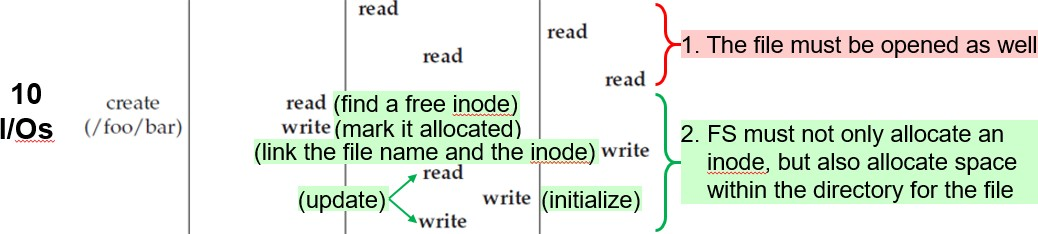 read
read
1. The file must be opened as well
read
read
10
I/Os
create
(/foo/bar)
read (find a free inode)
write (mark it allocated)
(link the file name and the inode) write
read
(update)
write (initialize)
write
2. FS must not only allocate an
inode, but also allocate space
within the directory for the file